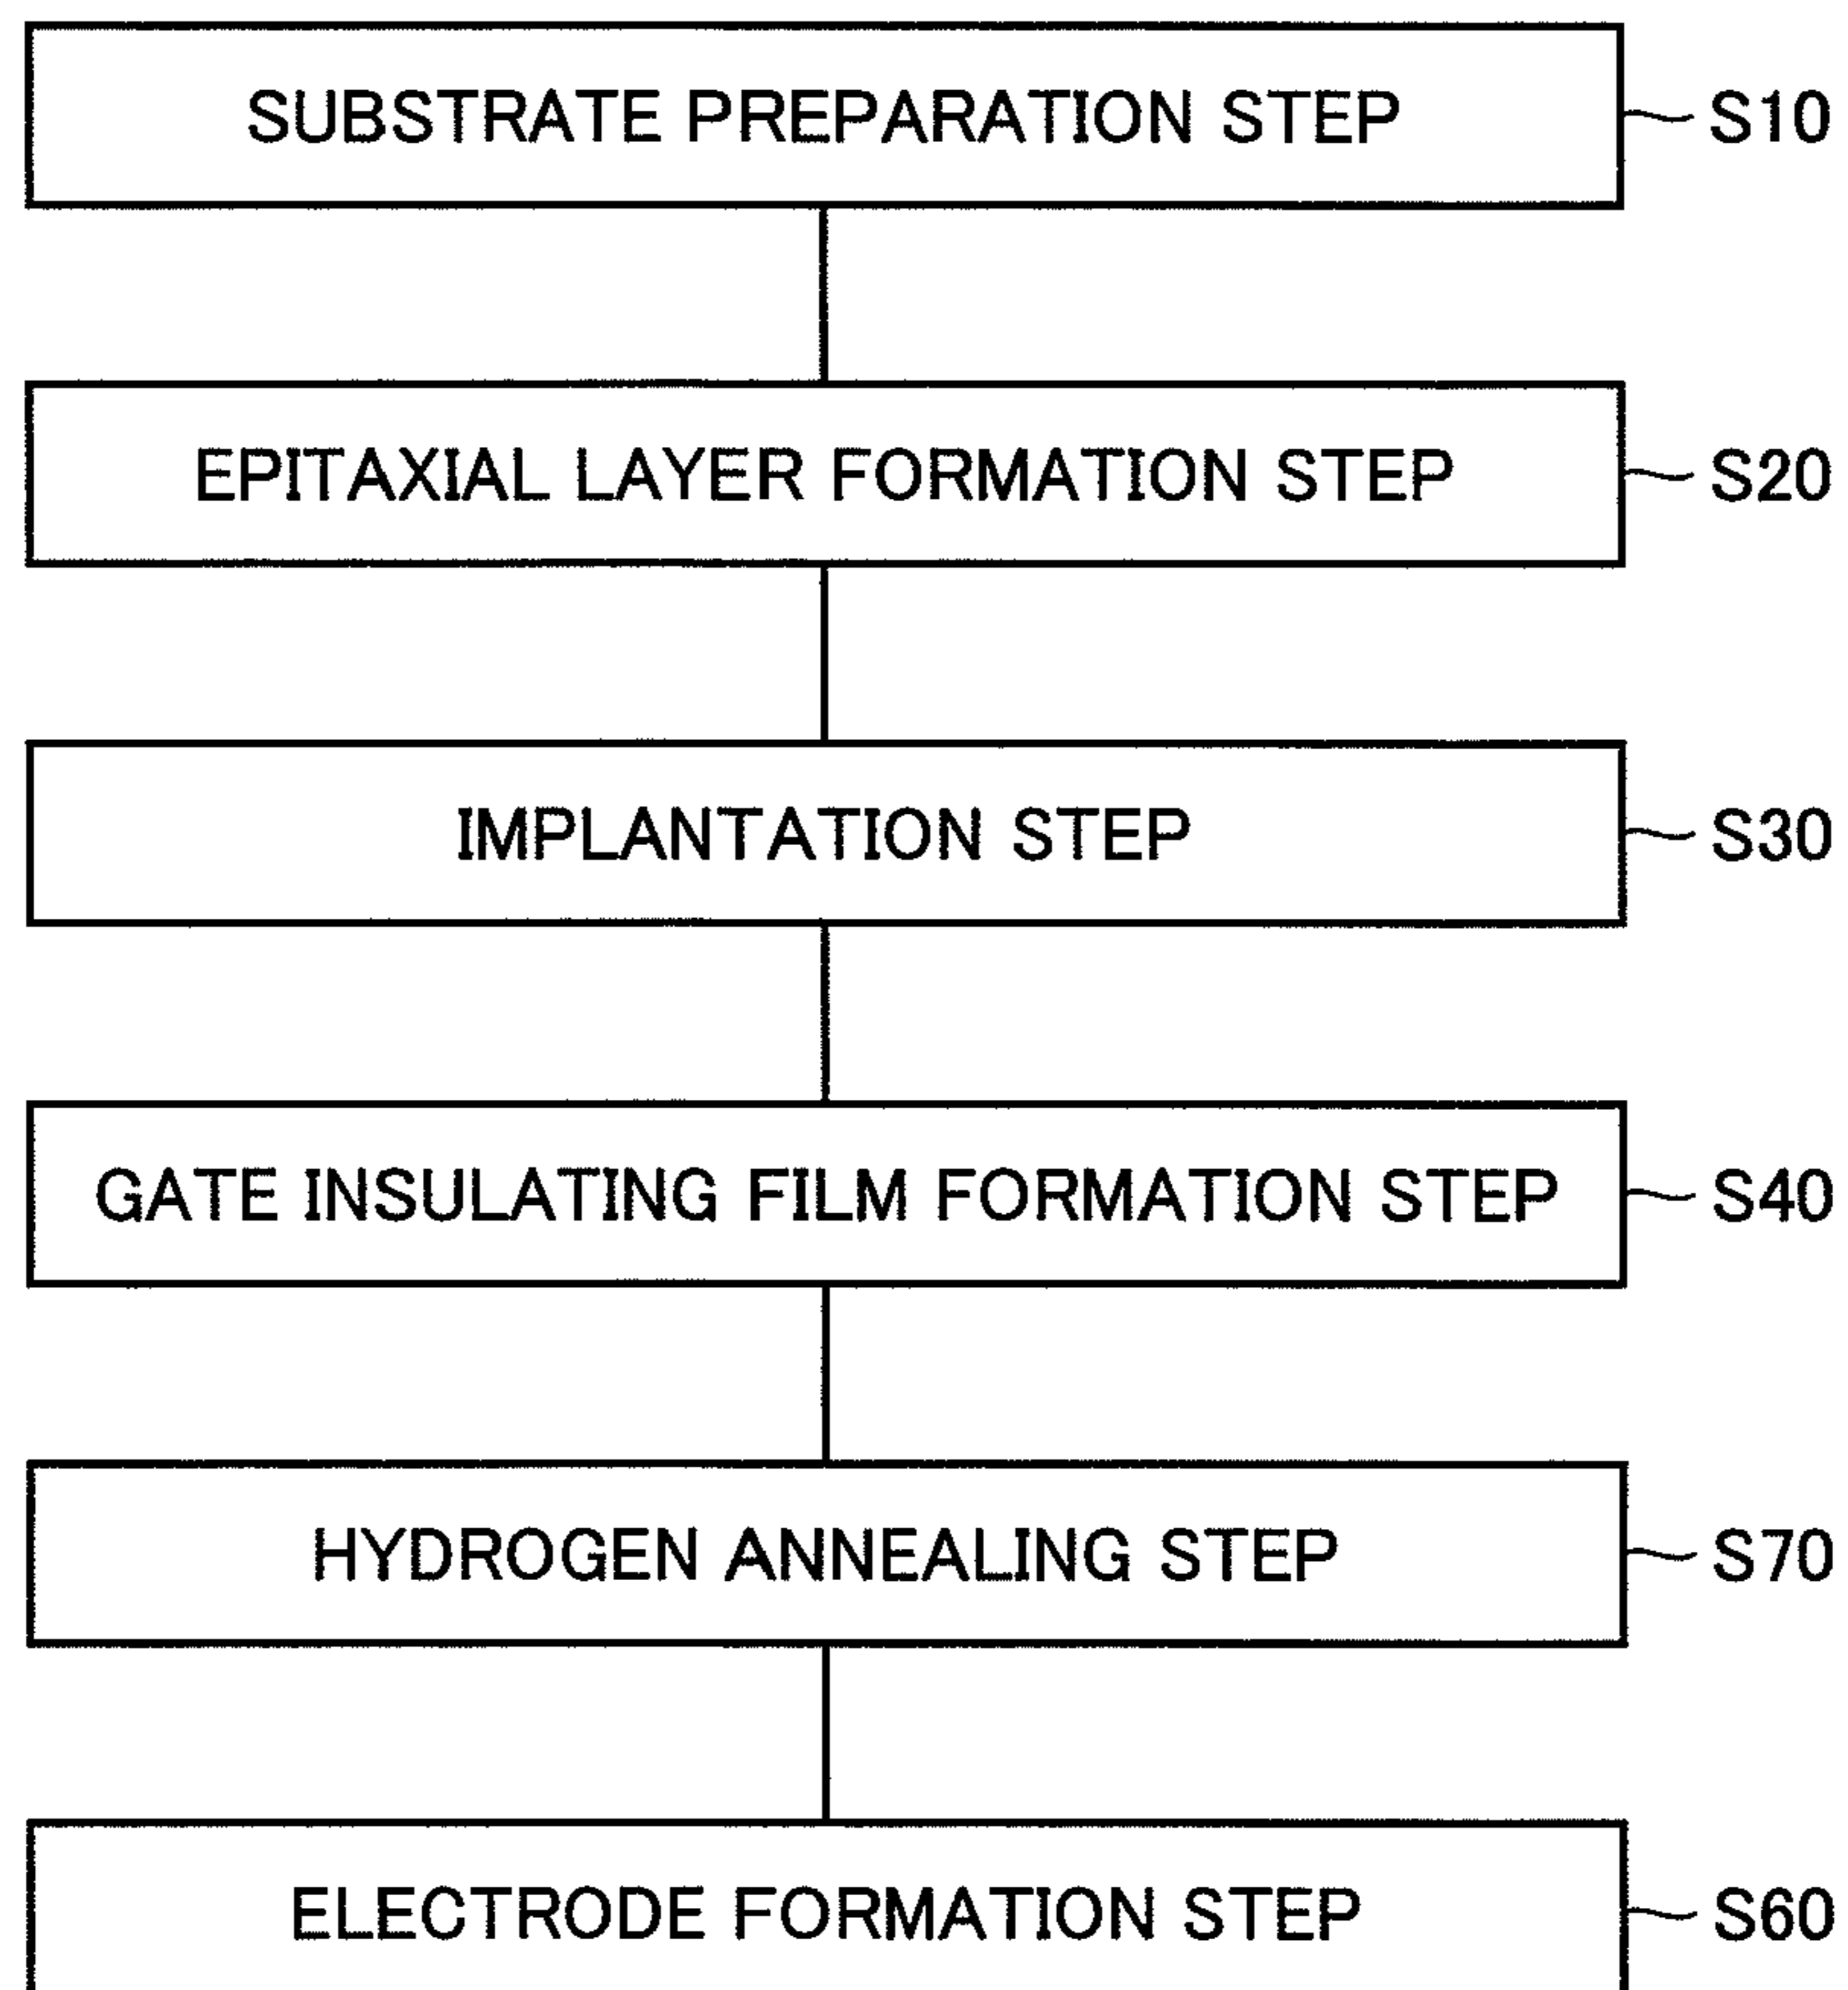 SUBSTRATE PREPARATION STEP S10
EPITAXIAL LAYER FORMATION STEP S20
IMPLANTATION STEP S30
GATE INSULATING FILM FORMATION STEP S40
HYDROGEN ANNEALING STEP S70
ELECTRODE FORMATION STEP S60